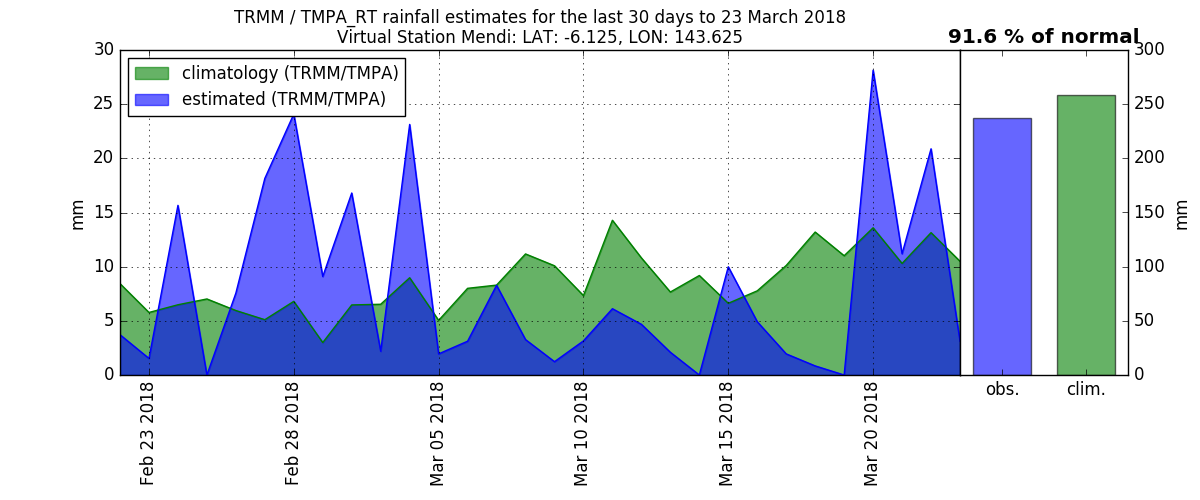 TRMM / TMPA_RT rainfall estimates for the last 30 days to 23 March 2018
Virtual Station Mendi: LAT: -6.125, LON: 143.625
91.6 % of normal
climatology (TRMM/TMPA)
estimated (TRMM/TMPA)
30
25
20
15
10
5
0
mm
300
250
200
150
100
50
0
mm
Feb 23 2018
Feb 28 2018
Mar 05 2018
Mar 10 2018
Mar 15 2018
Mar 20 2018
obs.
clim.